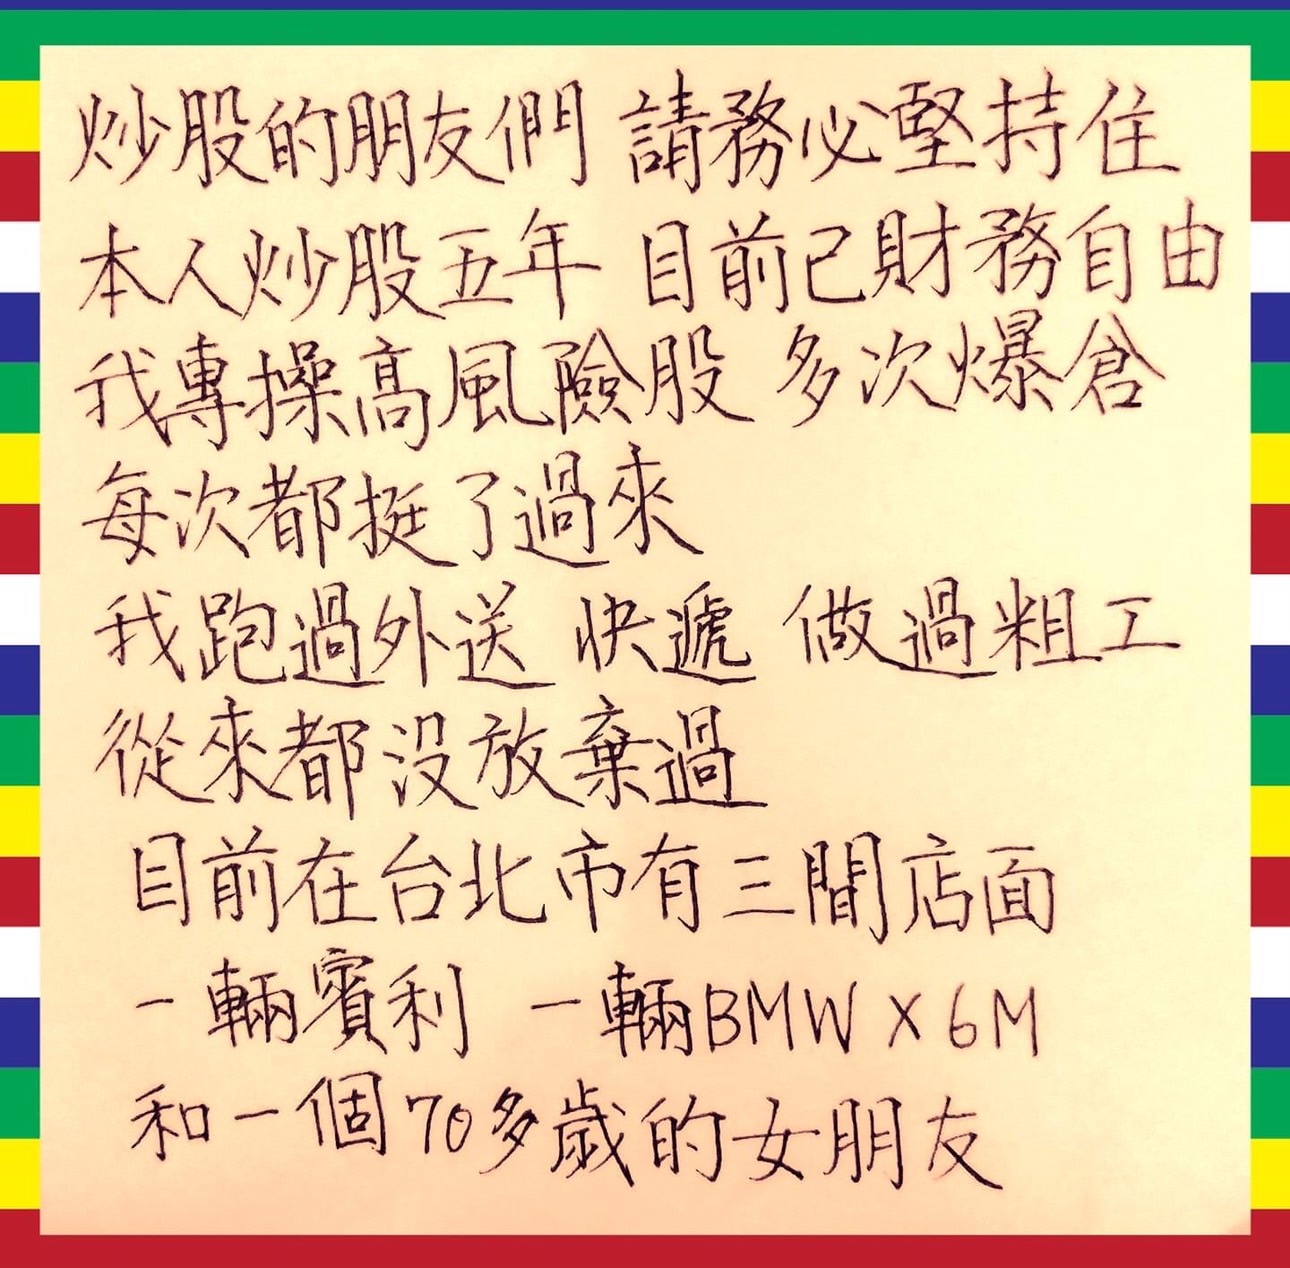 炒股的朋友們 請務必堅持住
本人炒股五年 目前已財務自由
我專操高風險股 多次爆倉
每次都挺了過來
我跑過外送 快遞 做過粗工
從來都沒放棄過
目前在台北市有三間店面
一輛賓利 一輛BMW X6M
和一個70多歲的女朋友